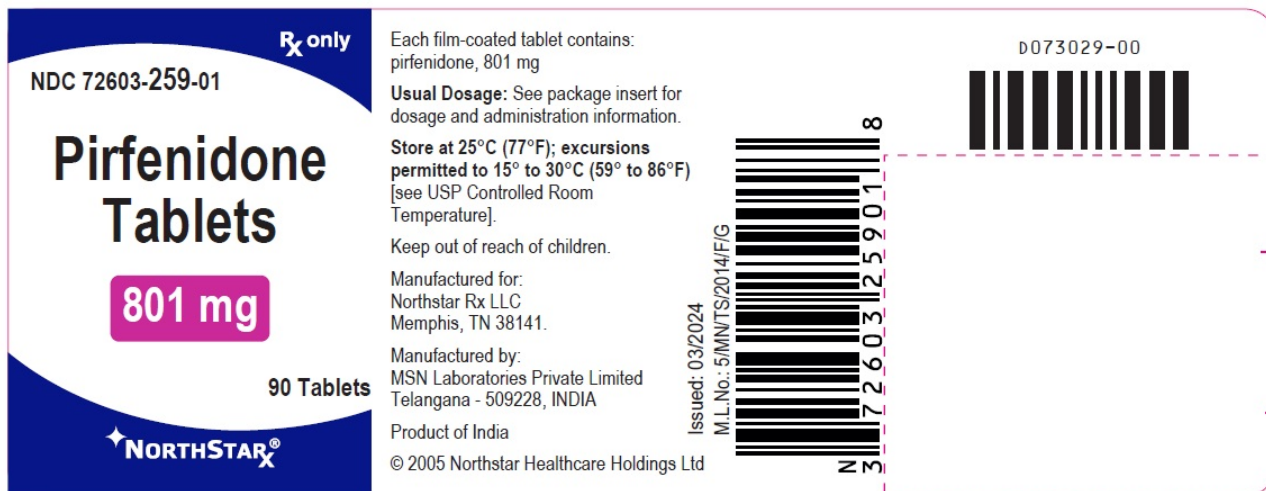 Rx only
NDC 72603-259-01
Pirfenidone
Tablets
801 mg
90 Tablets
NORTHSTARx®
Each film-coated tablet contains:
pirfenidone, 801 mg
Usual Dosage: See package insert for
dosage and administration information.
Store at 25°C (77°F); excursions
permitted to 15° to 30°C (59° to 86°F)
[see USP Controlled Room
Temperature].
Keep out of reach of children.
Manufactured for:
Northstar Rx LLC
Memphis, TN 38141.
Manufactured by:
MSN Laboratories Private Limited
Telangana - 509228, INDIA
Product of India
© 2005 Northstar Healthcare Holdings Ltd
Issued: 03/2024
M.L.No.: 5/MN/TS/2014/F/G
N
3 72603 25901 8
D073029-00